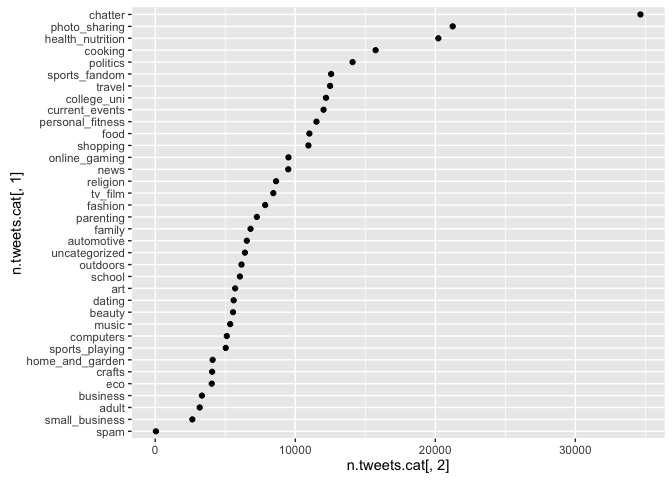 chatter
photo_sharing
health_nutrition
cooking
politics
sports_fandom
travel
college_uni
current_events
personal_fitness
food
shopping
online_gaming
news
religion
tv_film
fashion
parenting
family
automotive
uncategorized
outdoors
school
art
dating
beauty
music
computers
sports_playing
home_and_garden
crafts
eco
business
adult
small_business
spam
n.tweets.cat[, 1]
0 10000 20000 30000
n.tweets.cat[, 2]